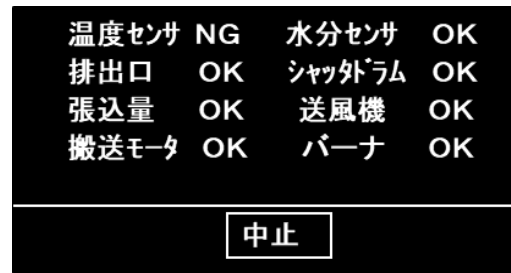 温度ｾﾝｻ NG 水分ｾﾝｻ OK
排出口 OK ｼｬｯﾀﾄﾞﾗﾑ OK
張込量 OK 送風機 OK
搬送ﾓｰﾀ OK バーナ OK
中止